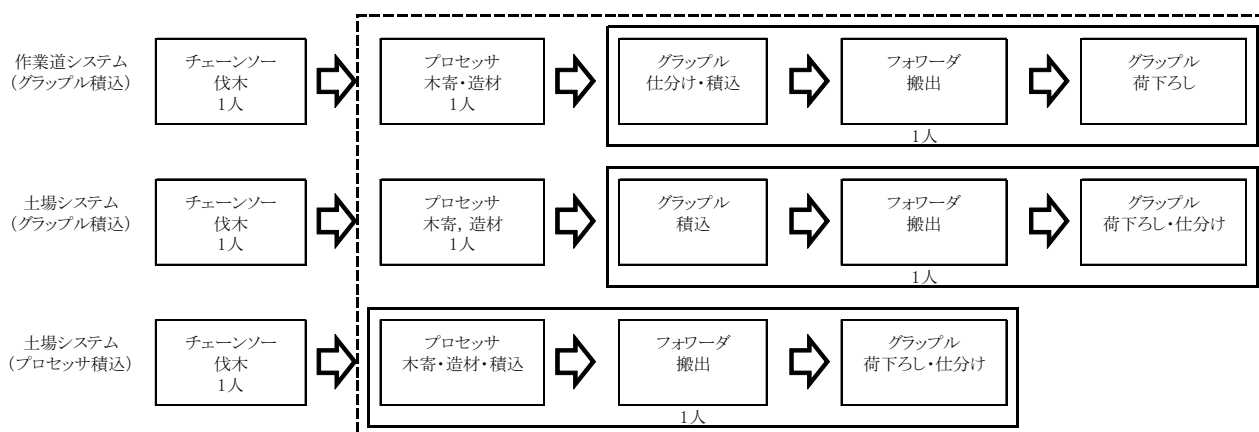 作業道システム
(グラップル積込)
チェーンソー
伐木
1人
プロセッサ
木寄・造材
1人
グラップル
仕分け・積込
フォワーダ
搬出
グラップル
荷下ろし
1人
土場システム
(グラップル積込)
チェーンソー
伐木
1人
プロセッサ
木寄, 造材
1人
グラップル
積込
フォワーダ
搬出
グラップル
荷下ろし・仕分け
1人
土場システム
(プロセッサ積込)
チェーンソー
伐木
1人
プロセッサ
木寄・造材・積込
フォワーダ
搬出
グラップル
荷下ろし・仕分け
1人